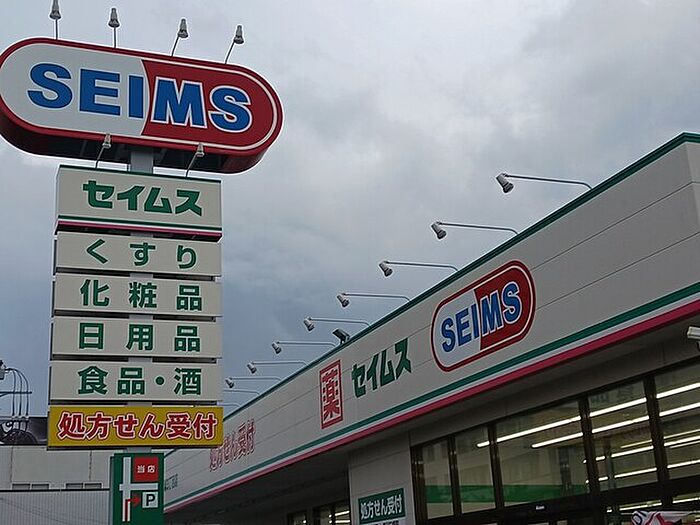 SEIMS
セイムス
くすり
化粧品
日用品
食品・酒
処方せん受付
当店
P
処方せん受付
薬 セイムス SEIMS
処方せん受付